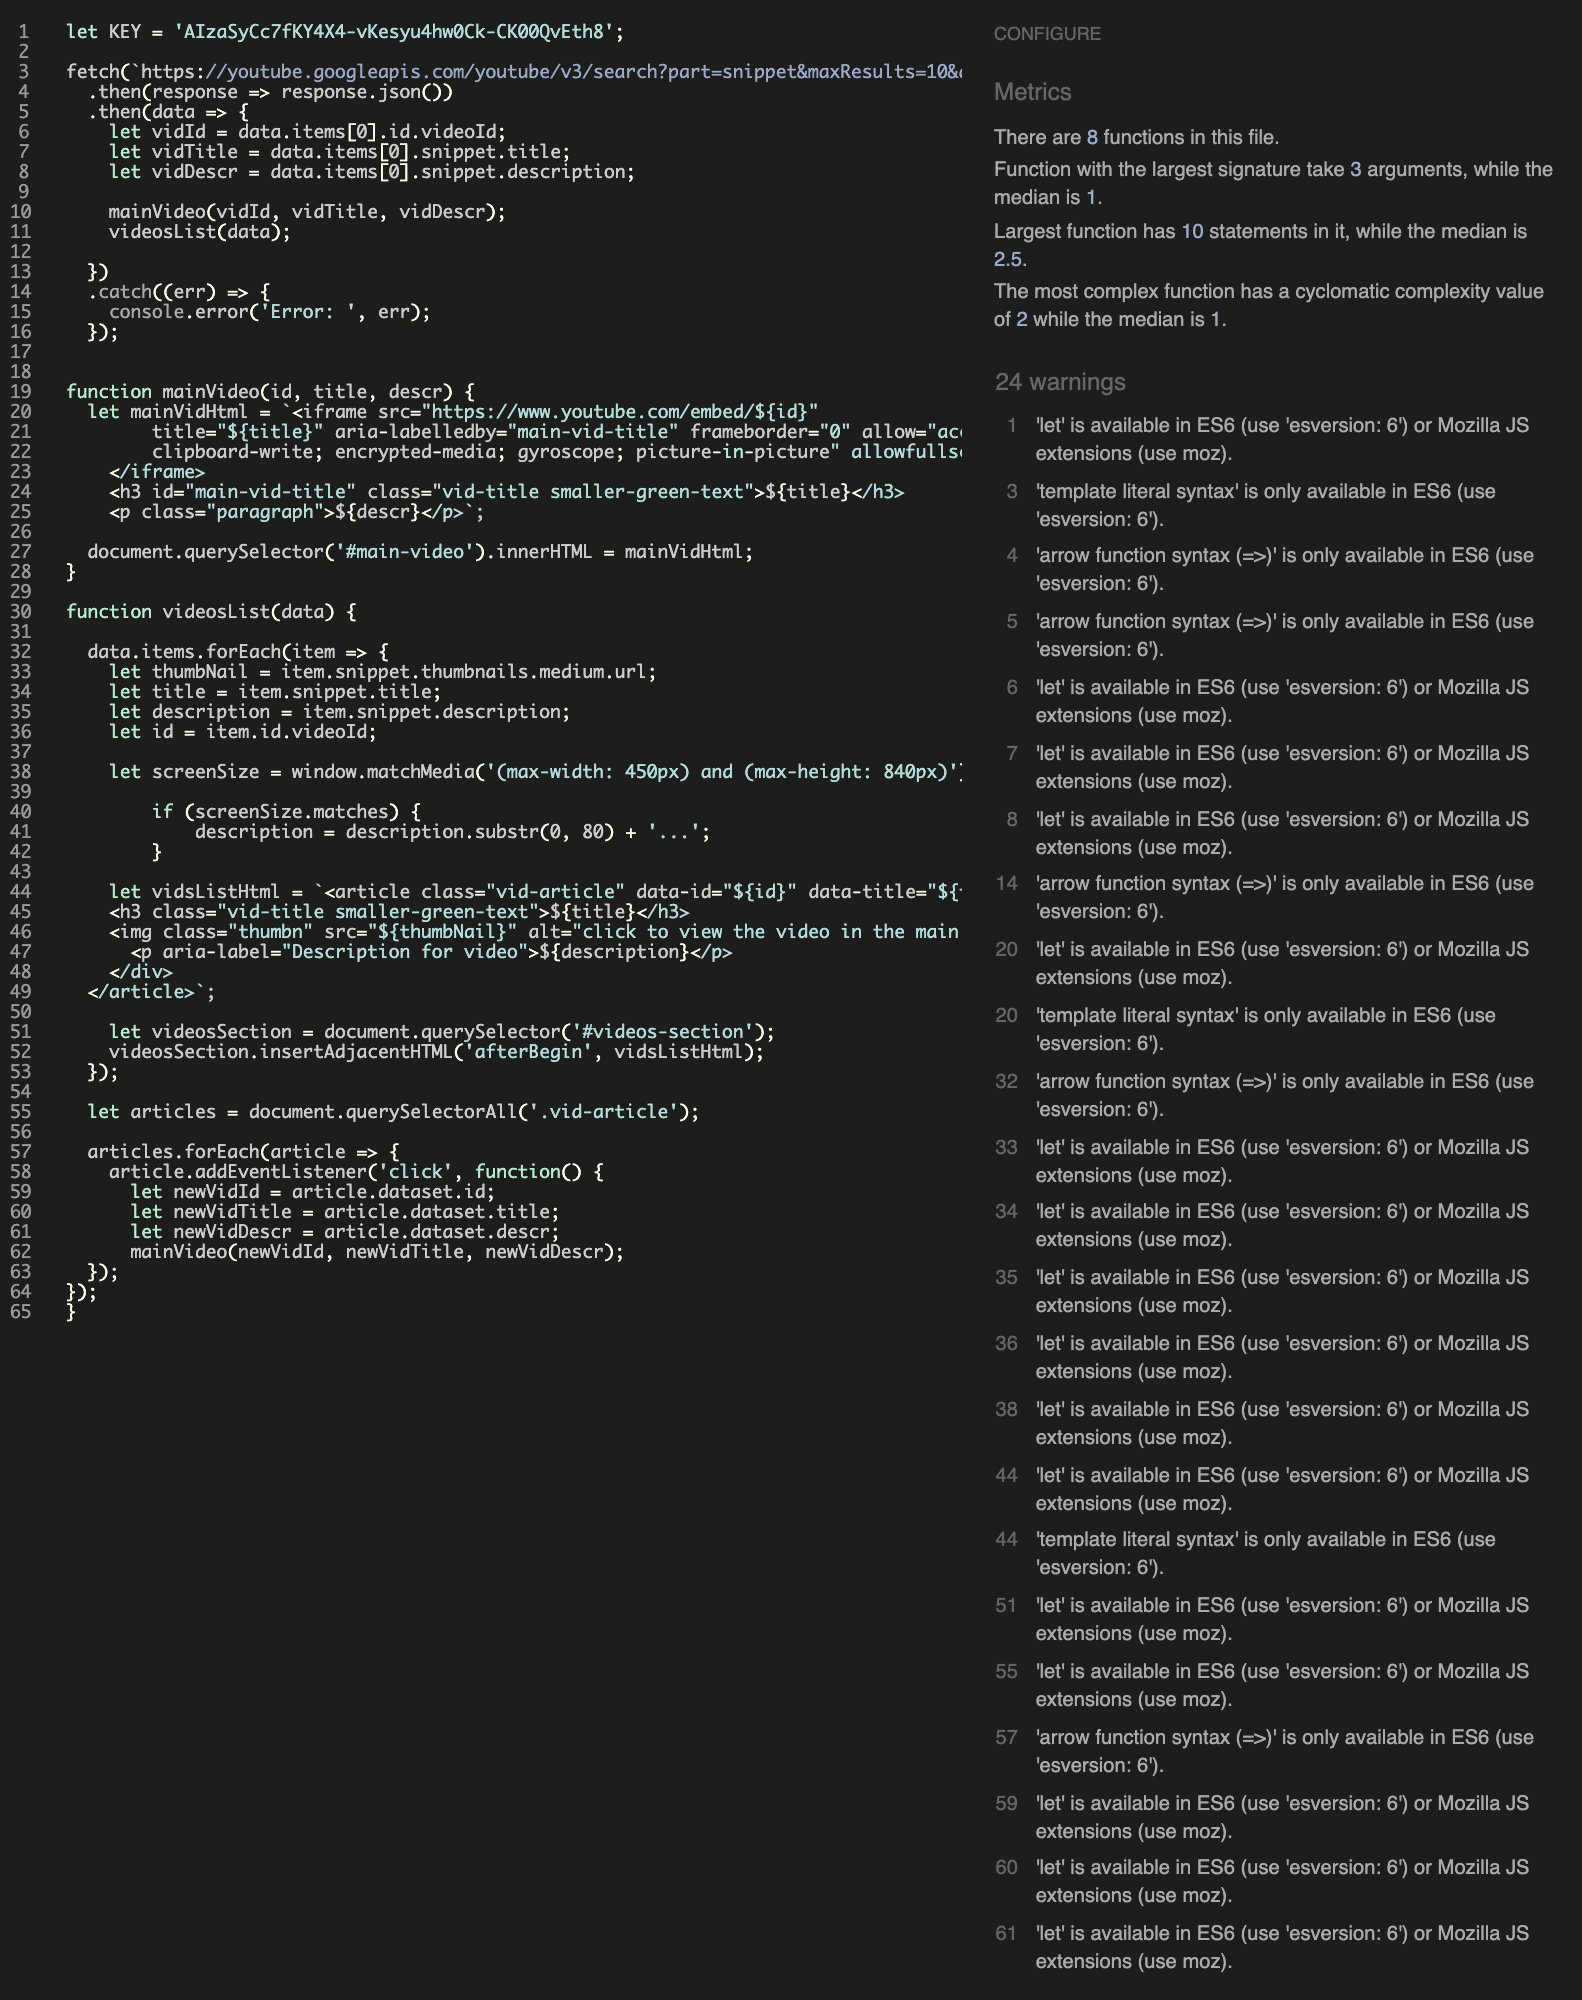 1 let KEY = 'AIzaSyCc7fKY4X4-vKesyu4hw0Ck-CK00QvEth8';
2
3 fetch(`https://youtube.googleapis.com/youtube/v3/search?part=snippet&maxResults=10&
4 .then(response => response.json())
5 .then(data => {
6 let vidId = data.items[0].id.videoId;
7 let vidTitle = data.items[0].snippet.title;
8 let vidDescr = data.items[0].snippet.description;
9
10 mainVideo(vidId, vidTitle, vidDescr);
11 videosList(data);
12
13 })
14 .catch((err) => {
15 console.error('Error: ', err);
16 });
17
18
19 function mainVideo(id, title, descr) {
20 let mainVidHtml = `<iframe src="https://www.youtube.com/embed/${id}"
21 title="${title}" aria-labelledby="main-vid-title" frameborder="0" allow="ac
22 clipboard-write; encrypted-media; gyroscope; picture-in-picture" allowfulls
23 </iframe>
24 <h3 id="main-vid-title" class="vid-title smaller-green-text">${title}</h3>
25 <p class="paragraph">${descr}</p>`;
26
27 document.querySelector('#main-video').innerHTML = mainVidHtml;
28 }
29
30 function videosList(data) {
31
32 data.items.forEach(item => {
33 let thumbNail = item.snippet.thumbnails.medium.url;
34 let title = item.snippet.title;
35 let description = item.snippet.description;
36 let id = item.id.videoId;
37
38 let screenSize = window.matchMedia('(max-width: 450px) and (max-height: 840px)')
39
40 if (screenSize.matches) {
41 description = description.substr(0, 80) + '...';
42 }
43
44 let vidsListHtml = `<article class="vid-article" data-id="${id}" data-title="${
45 <h3 class="vid-title smaller-green-text">${title}</h3>
46 <img class="thumbn" src="${thumbNail}" alt="click to view the video in the main
47 <p aria-label="Description for video">${description}</p>
48 </div>
49 </article>`;
50
51 let videosSection = document.querySelector('#videos-section');
52 videosSection.insertAdjacentHTML('afterBegin', vidsListHtml);
53 });
54
55 let articles = document.querySelectorAll('.vid-article');
56
57 articles.forEach(article => {
58 article.addEventListener('click', function() {
59 let newVidId = article.dataset.id;
60 let newVidTitle = article.dataset.title;
61 let newVidDescr = article.dataset.descr;
62 mainVideo(newVidId, newVidTitle, newVidDescr);
63 });
64 });
65 }
CONFIGURE
Metrics
There are 8 functions in this file.
Function with the largest signature take 3 arguments, while the
median is 1.
Largest function has 10 statements in it, while the median is
2.5.
The most complex function has a cyclomatic complexity value
of 2 while the median is 1.
24 warnings
1 'let' is available in ES6 (use 'esversion: 6') or Mozilla JS
extensions (use moz).
3 'template literal syntax' is only available in ES6 (use
'esversion: 6').
4 'arrow function syntax (=>)' is only available in ES6 (use
'esversion: 6').
5 'arrow function syntax (=>)' is only available in ES6 (use
'esversion: 6').
6 'let' is available in ES6 (use 'esversion: 6') or Mozilla JS
extensions (use moz).
7 'let' is available in ES6 (use 'esversion: 6') or Mozilla JS
extensions (use moz).
8 'let' is available in ES6 (use 'esversion: 6') or Mozilla JS
extensions (use moz).
14 'arrow function syntax (=>)' is only available in ES6 (use
'esversion: 6').
20 'let' is available in ES6 (use 'esversion: 6') or Mozilla JS
extensions (use moz).
20 'template literal syntax' is only available in ES6 (use
'esversion: 6').
32 'arrow function syntax (=>)' is only available in ES6 (use
'esversion: 6').
33 'let' is available in ES6 (use 'esversion: 6') or Mozilla JS
extensions (use moz).
34 'let' is available in ES6 (use 'esversion: 6') or Mozilla JS
extensions (use moz).
35 'let' is available in ES6 (use 'esversion: 6') or Mozilla JS
extensions (use moz).
36 'let' is available in ES6 (use 'esversion: 6') or Mozilla JS
extensions (use moz).
38 'let' is available in ES6 (use 'esversion: 6') or Mozilla JS
extensions (use moz).
44 'let' is available in ES6 (use 'esversion: 6') or Mozilla JS
extensions (use moz).
44 'template literal syntax' is only available in ES6 (use
'esversion: 6').
51 'let' is available in ES6 (use 'esversion: 6') or Mozilla JS
extensions (use moz).
55 'let' is available in ES6 (use 'esversion: 6') or Mozilla JS
extensions (use moz).
57 'arrow function syntax (=>)' is only available in ES6 (use
'esversion: 6').
59 'let' is available in ES6 (use 'esversion: 6') or Mozilla JS
extensions (use moz).
60 'let' is available in ES6 (use 'esversion: 6') or Mozilla JS
extensions (use moz).
61 'let' is available in ES6 (use 'esversion: 6') or Mozilla JS
extensions (use moz).